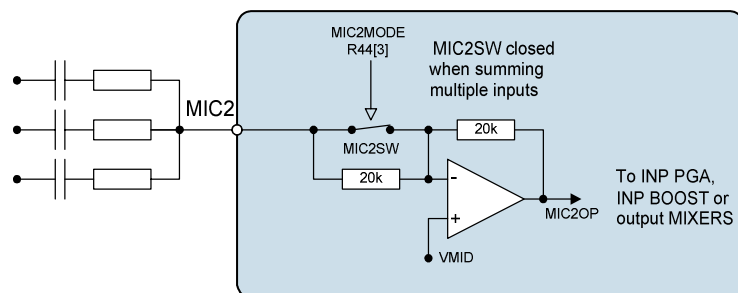 MIC2MODE
R44[3]
MIC2SW closed
when summing
multiple inputs
MIC2
20k
MIC2SW
20k
-
+
To INP PGA,
INP BOOST or
output MIXERS
MIC2OP
VMID